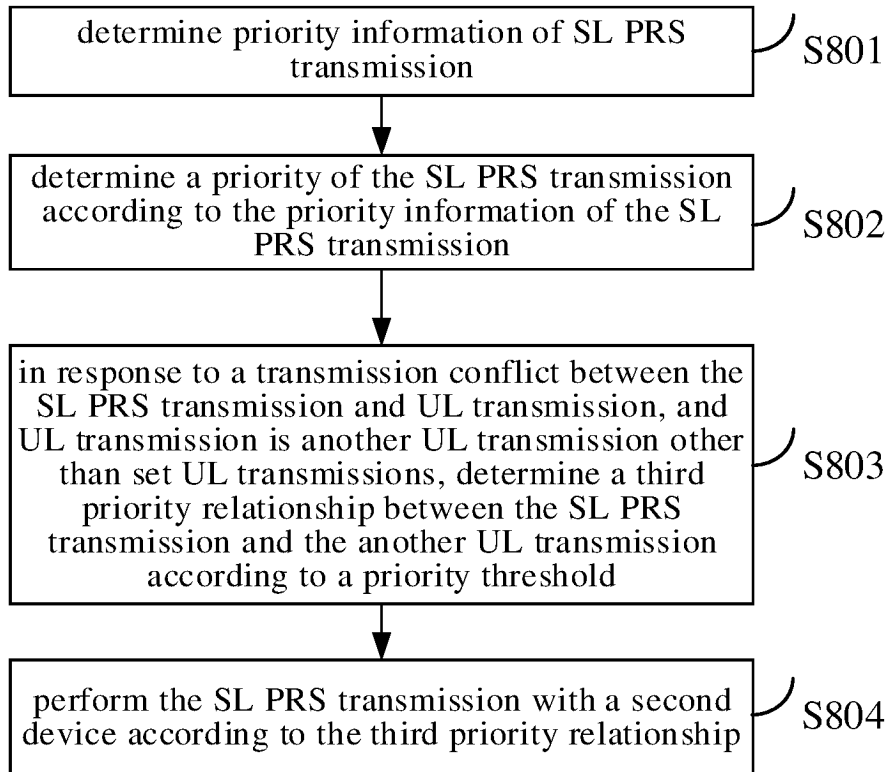 determine priority information of SL PRS
transmission
S801
determine a priority of the SL PRS transmission
according to the priority information of the SL
PRS transmission
S802
in response to a transmission conflict between the
SL PRS transmission and UL transmission, and
UL transmission is another UL transmission other
than set UL transmissions, determine a third
priority relationship between the SL PRS
transmission and the another UL transmission
according to a priority threshold
S803
perform the SL PRS transmission with a second
device according to the third priority relationship
S804